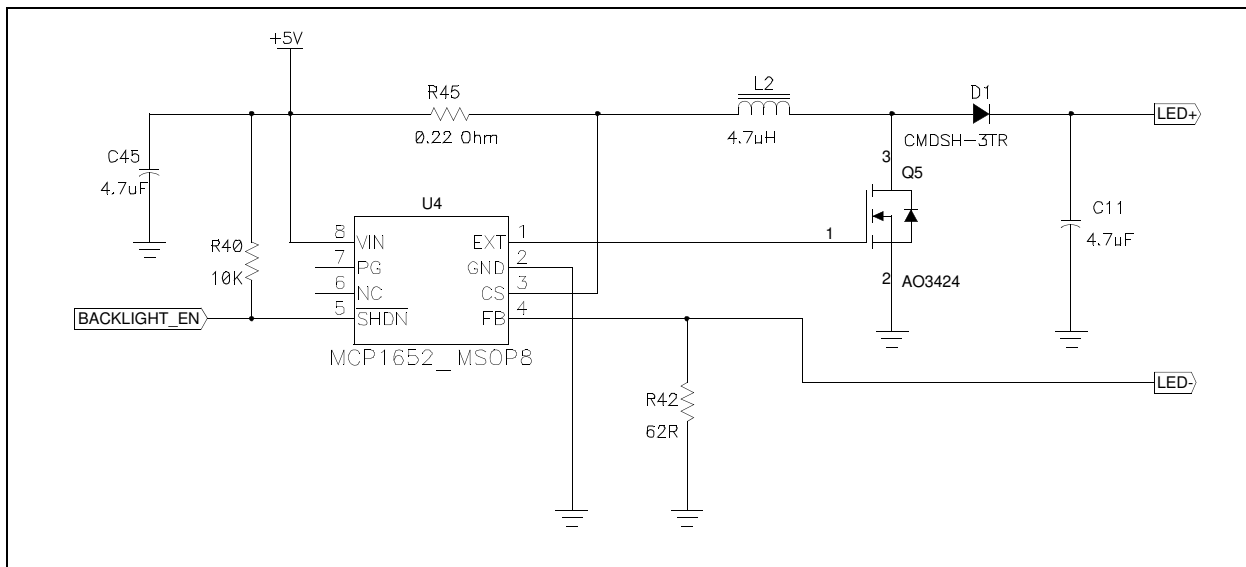 +5V
R45
0.22 Ohm
L2
4.7uH
D1
CMDSH-3TR
LED+
C45
4.7uF
3
Q5
C11
4.7uF
U4
R40
10K
8
VIN
EXT
1
1
7
PG
GND
2
2
AO3424
6
NC
CS
3
BACKLIGHT_EN
5
SHDN
FB
4
MCP1652_MSOP8
LED-
R42
62R